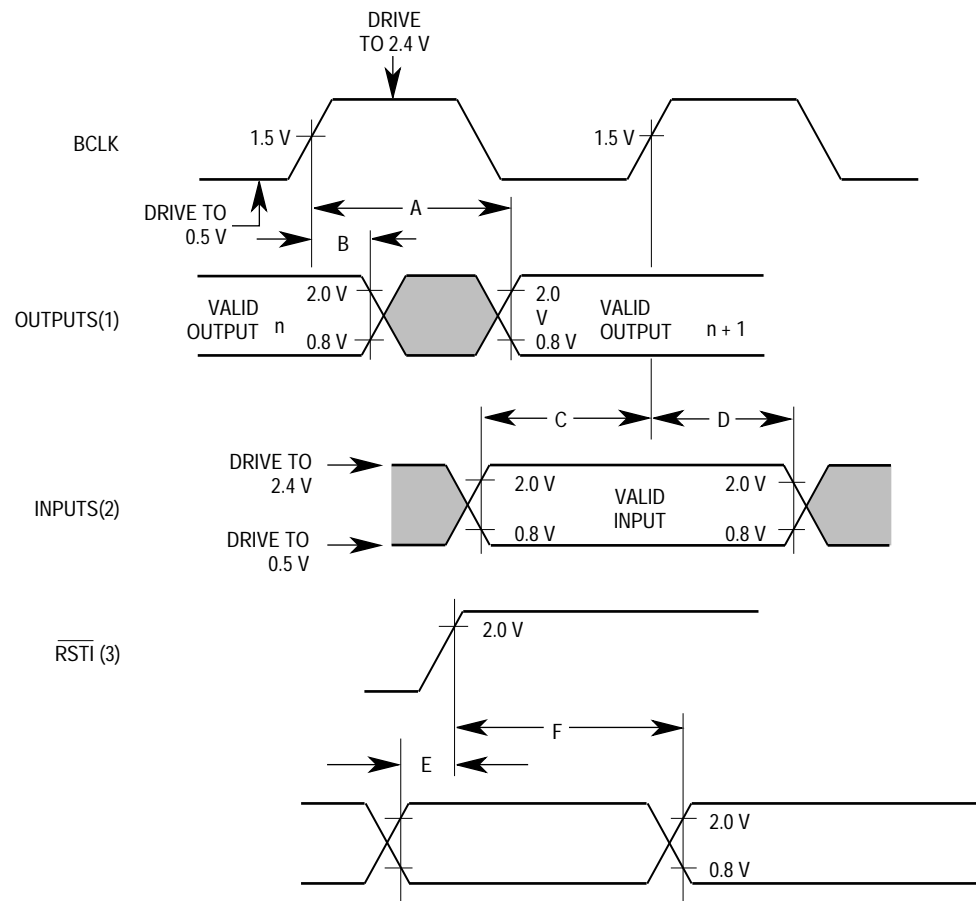 DRIVE
TO 2.4 V
BCLK
1.5 V
1.5 V
DRIVE TO
0.5 V
A
B
OUTPUTS(1)
VALID
OUTPUT n
2.0 V
0.8 V
2.0
V
0.8 V
VALID
OUTPUT n + 1
C
D
INPUTS(2)
DRIVE TO
2.4 V
DRIVE TO
0.5 V
2.0 V
0.8 V
VALID
INPUT
2.0 V
0.8 V
RSTI (3)
2.0 V
F
E
2.0 V
0.8 V